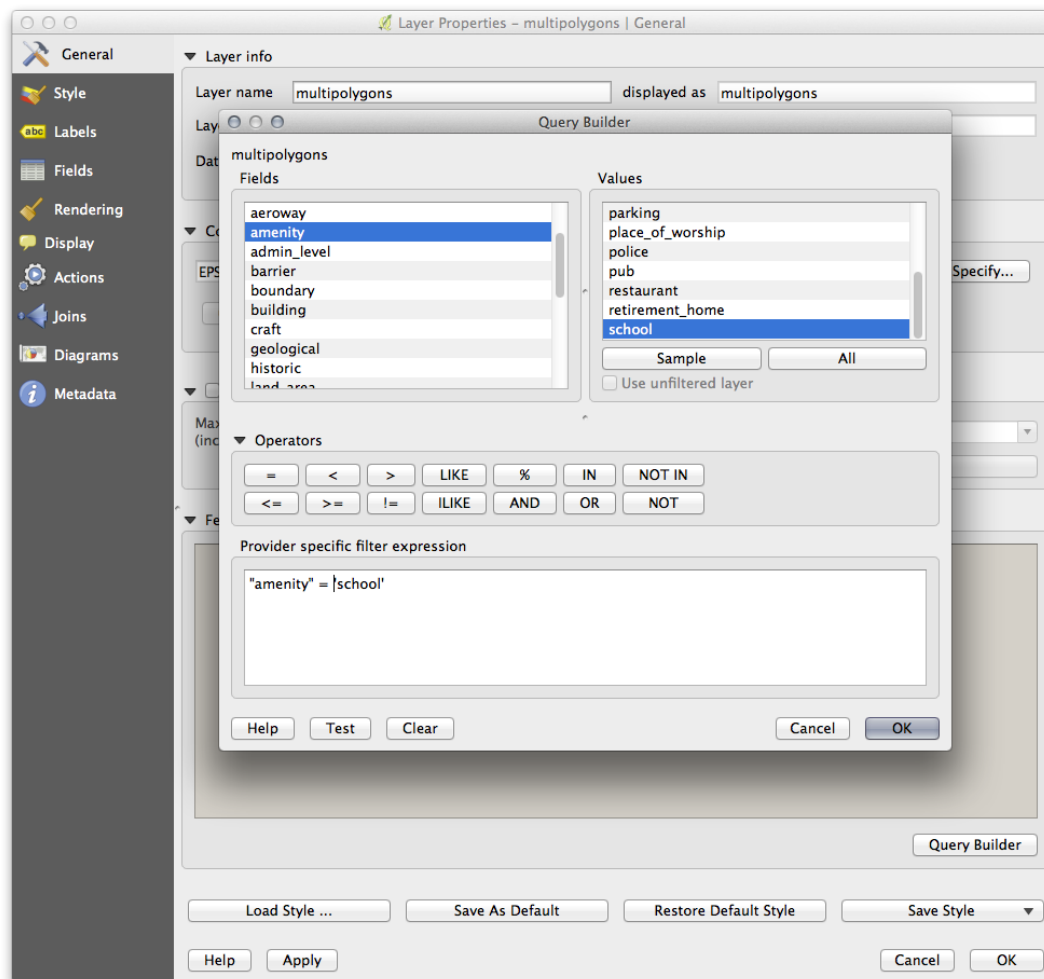 Layer Properties – multipolygons | General
General
Style
Labels
Fields
Rendering
Display
Actions
Joins
Diagrams
Metadata
Layer info
Layer name multipolygons displayed as multipolygons
Query Builder
multipolygons
Fields
aeroway
amenity
admin_level
barrier
boundary
building
craft
geological
historic
land_area
Values
parking
place_of_worship
police
pub
restaurant
retirement_home
school
Sample All
Use unfiltered layer
Specify...
Operators
= < > LIKE % IN NOT IN
<= >= != ILIKE AND OR NOT
Provider specific filter expression
"amenity" = 'school'
Help Test Clear Cancel OK
Query Builder
Load Style ... Save As Default Restore Default Style Save Style
Help Apply Cancel OK